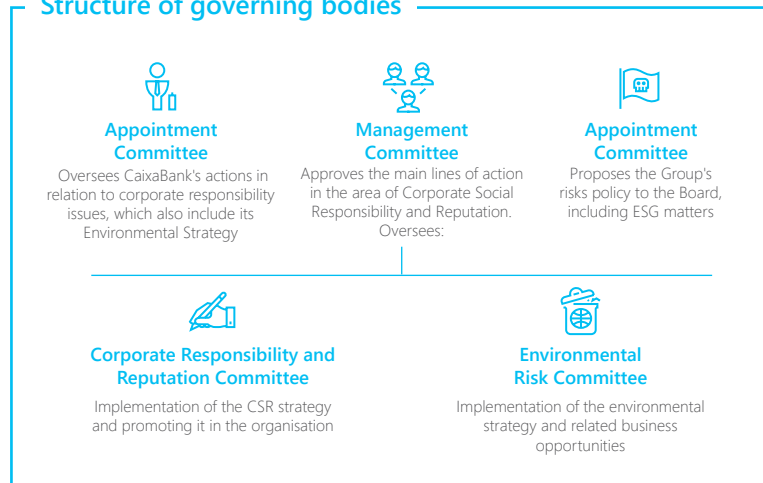 Structure of governing bodies
Appointment
Committee
Oversees CaixaBank's actions in
relation to corporate responsibility
issues, which also include its
Environmental Strategy
Management
Committee
Approves the main lines of action
in the area of Corporate Social
Responsibility and Reputation.
Oversees:
Appointment
Committee
Proposes the Group's
risks policy to the Board,
including ESG matters
Corporate Responsibility and
Reputation Committee
Implementation of the CSR strategy
and promoting it in the organisation
Environmental
Risk Committee
Implementation of the environmental
strategy and related business
opportunities